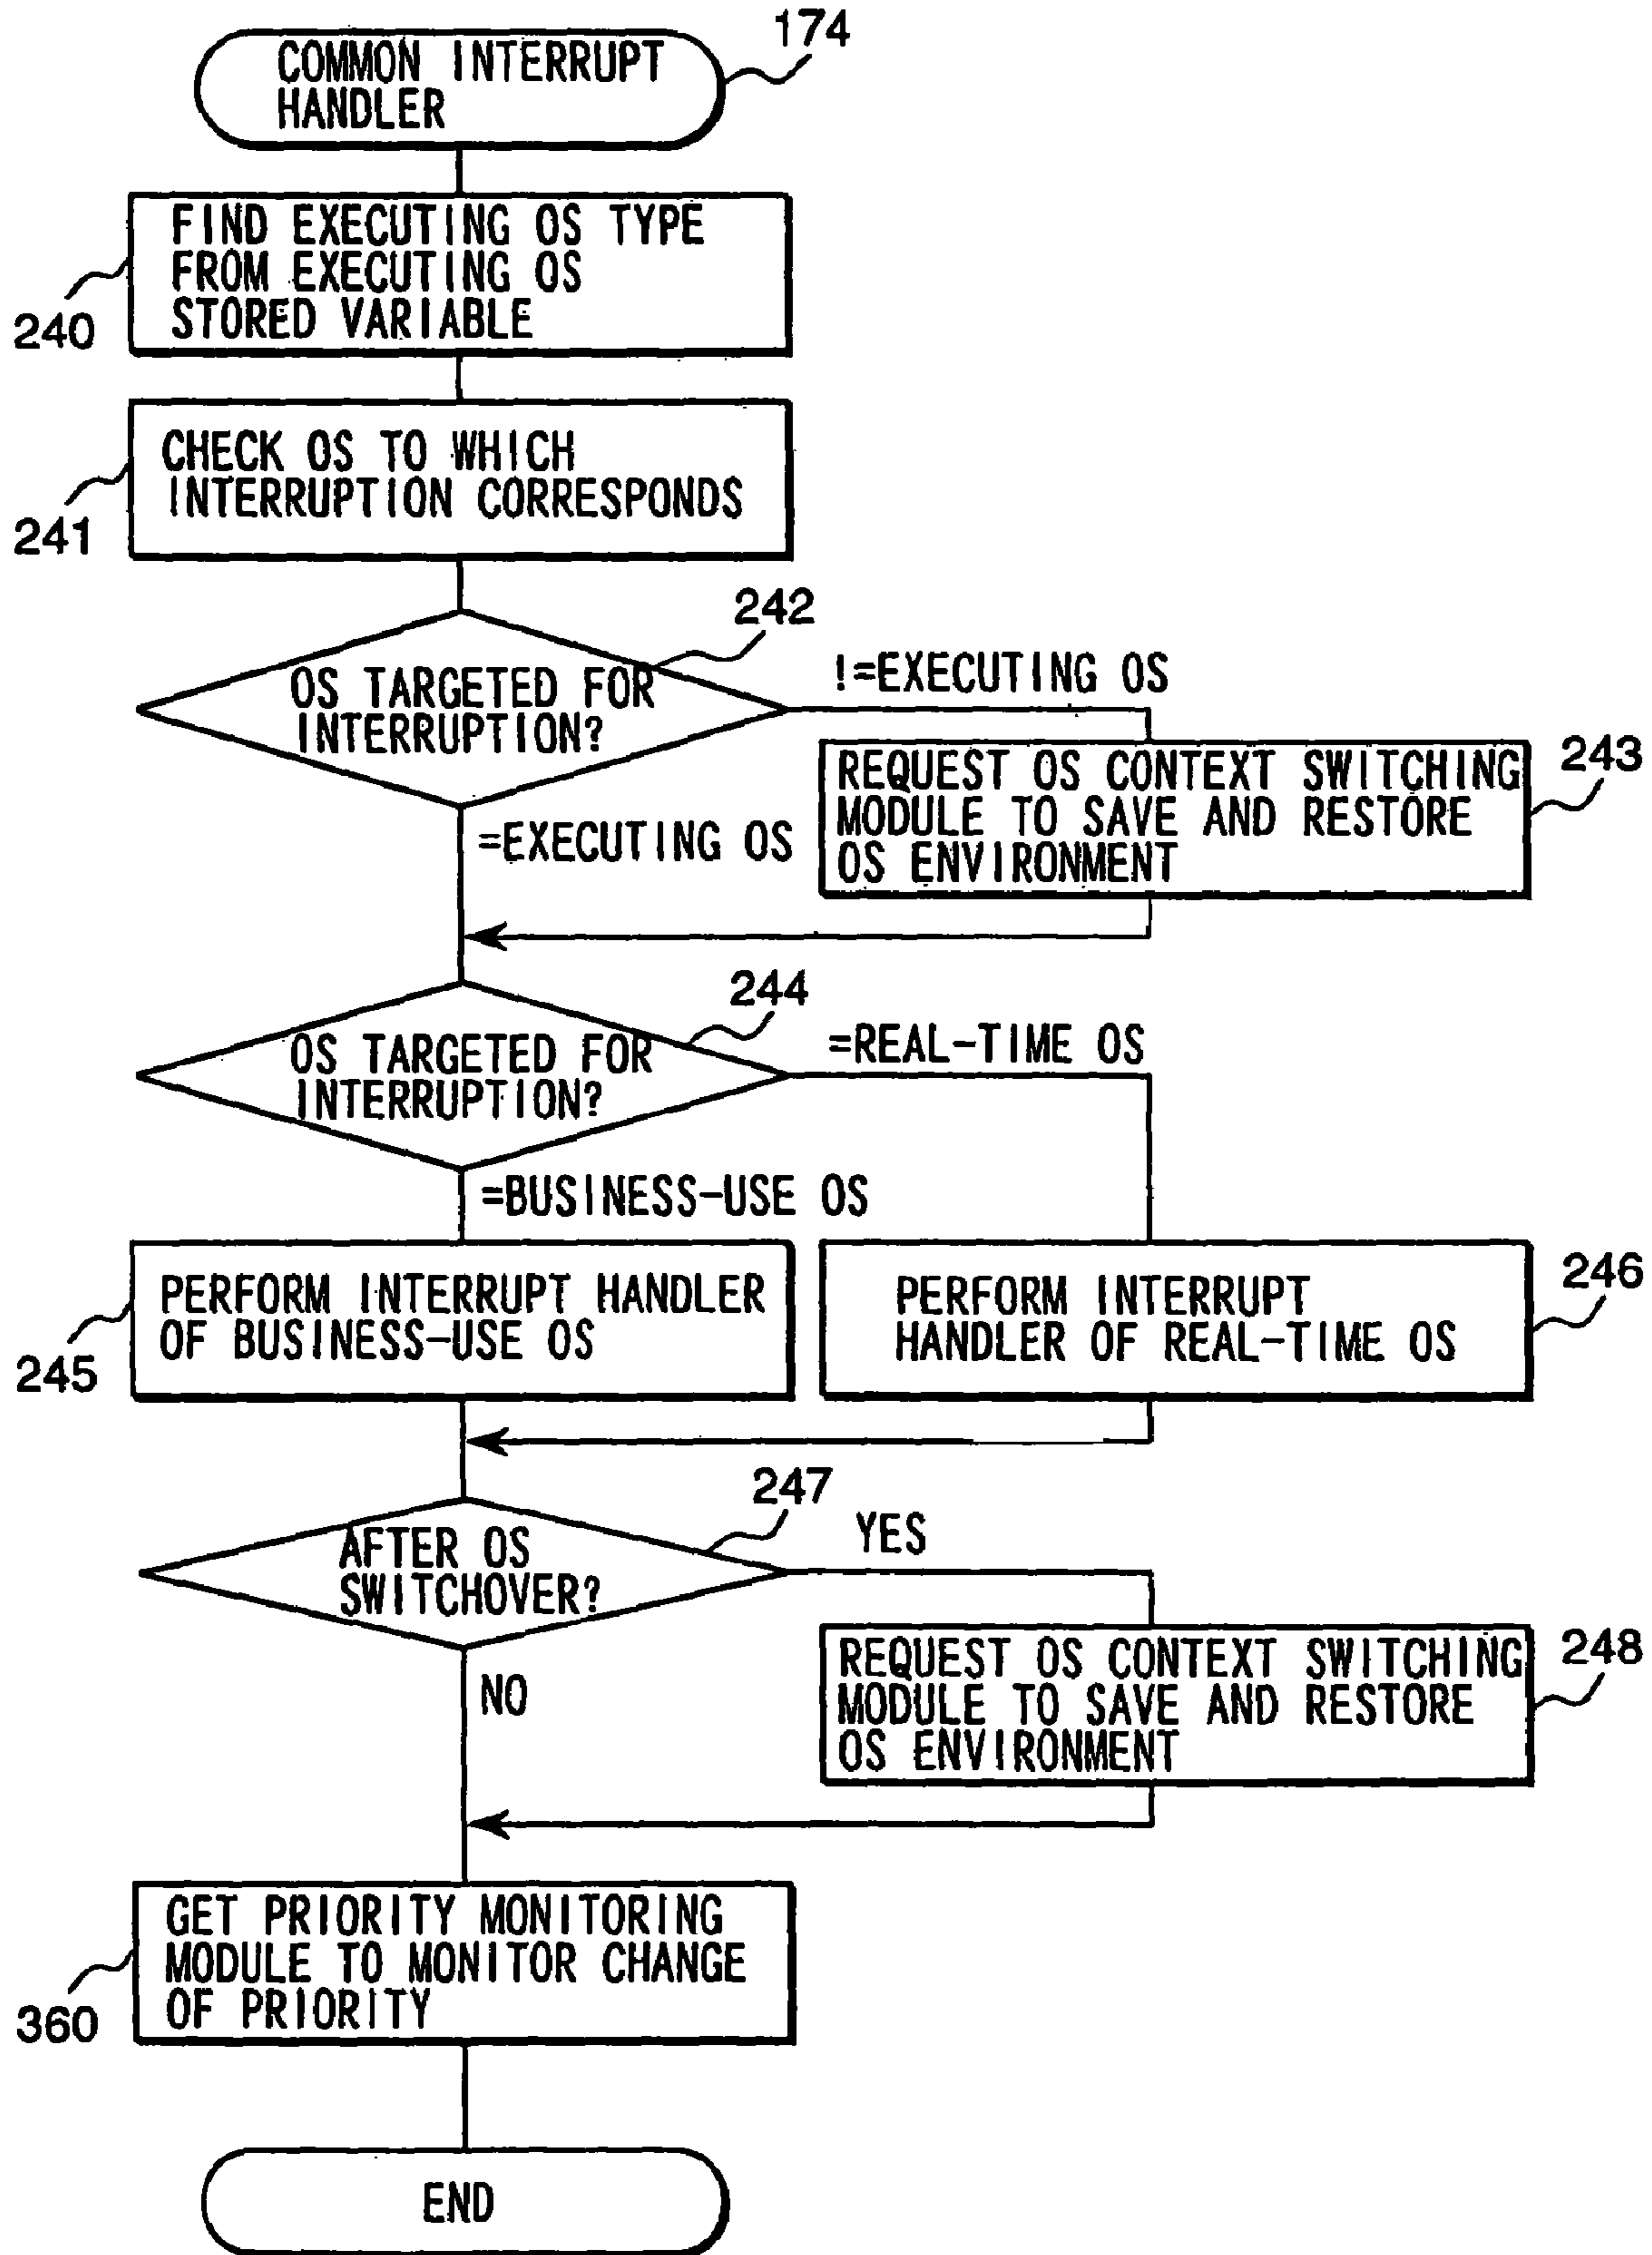 174
COMMON INTERRUPT
HANDLER
FIND EXECUTING OS TYPE
FROM EXECUTING OS
STORED VARIABLE
240
CHECK OS TO WHICH
INTERRUPTION CORRESPONDS
241
242
OS TARGETED FOR
INTERRUPTION?
!=EXECUTING OS
=EXECUTING OS
REQUEST OS CONTEXT SWITCHING
MODULE TO SAVE AND RESTORE
OS ENVIRONMENT
243
244
OS TARGETED FOR
INTERRUPTION?
=REAL-TIME OS
=BUSINESS-USE OS
PERFORM INTERRUPT HANDLER
OF BUSINESS-USE OS
245
PERFORM INTERRUPT
HANDLER OF REAL-TIME OS
246
247
AFTER OS
SWITCHOVER?
YES
NO
REQUEST OS CONTEXT SWITCHING
MODULE TO SAVE AND RESTORE
OS ENVIRONMENT
248
GET PRIORITY MONITORING
MODULE TO MONITOR CHANGE
OF PRIORITY
360
END